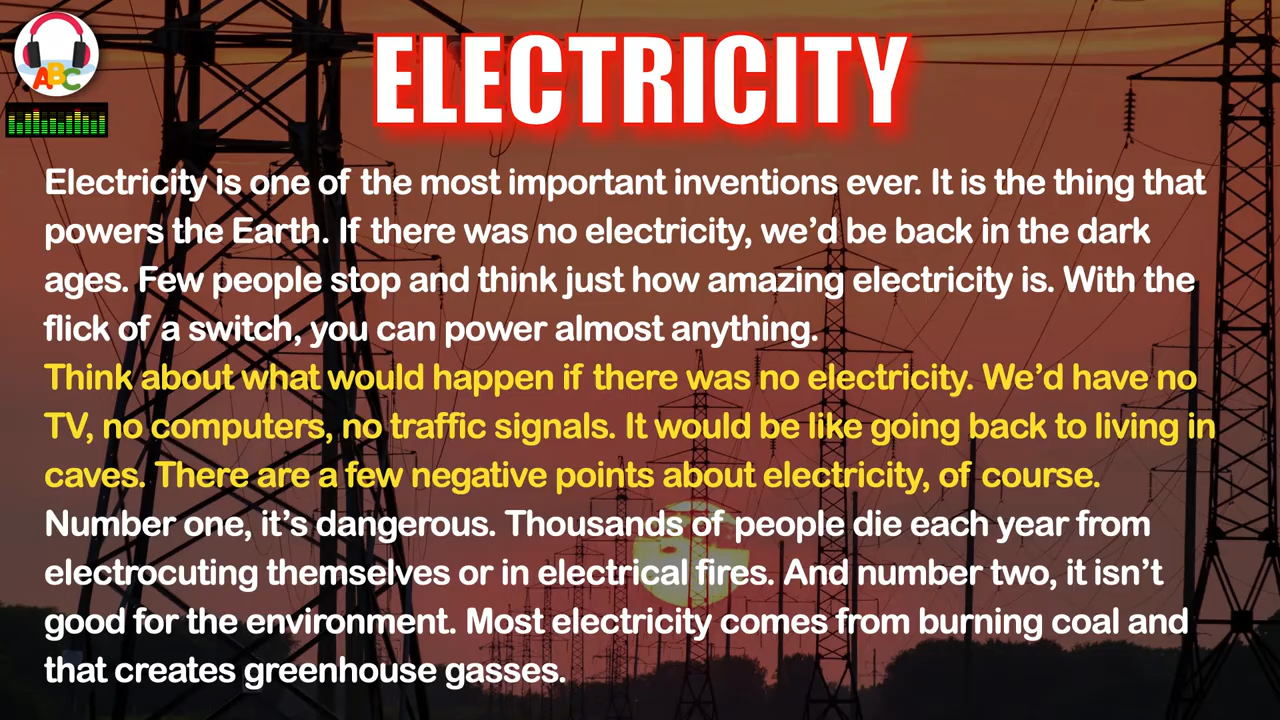 ABC
ELECTRICITY
Electricity is one of the most important inventions ever. It is the thing that
powers the Earth. If there was no electricity, we’d be back in the dark
ages. Few people stop and think just how amazing electricity is. With the
flick of a switch, you can power almost anything.
Think about what would happen if there was no electricity. We’d have no
TV, no computers, no traffic signals. It would be like going back to living in
caves. There are a few negative points about electricity, of course.
Number one, it’s dangerous. Thousands of people die each year from
electrocuting themselves or in electrical fires. And number two, it isn’t
good for the environment. Most electricity comes from burning coal and
that creates greenhouse gasses.